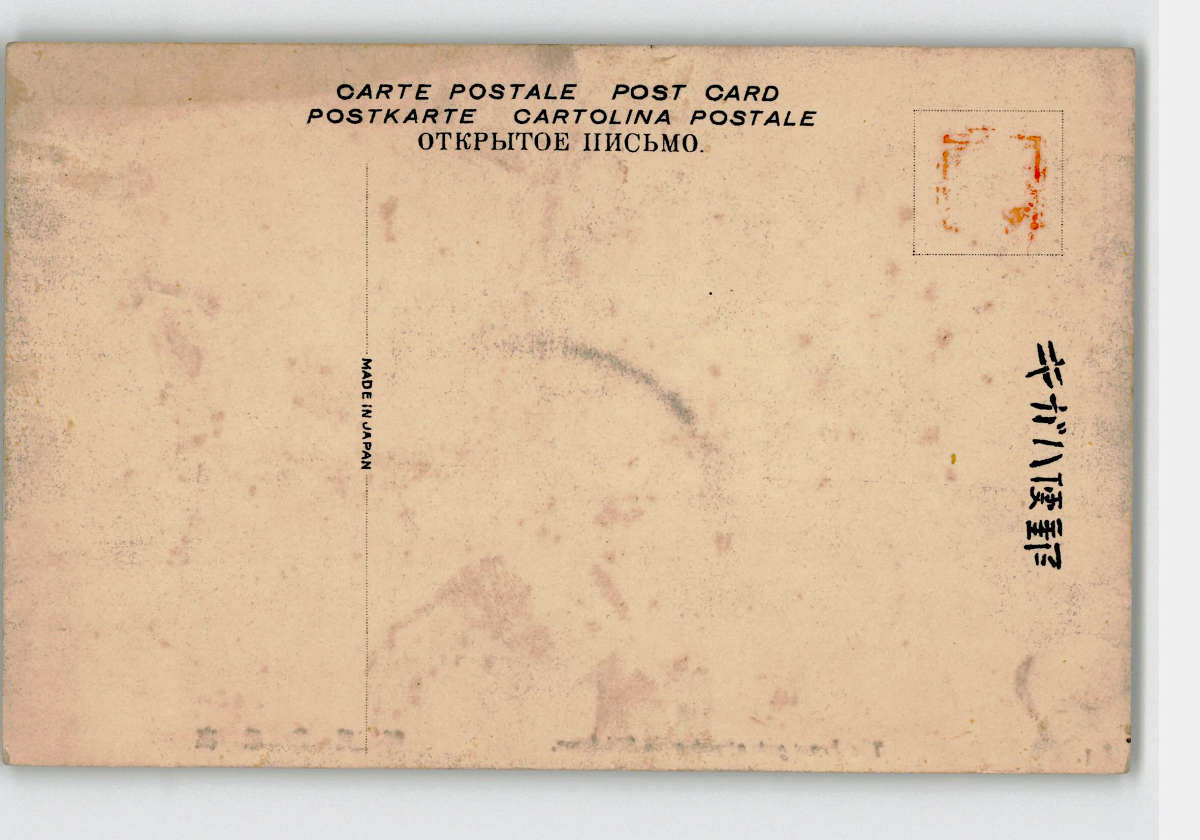 CARTE POSTALE POST CARD
POSTKARTE CARTOLINA POSTALE
ОТКРЫТОЕ ПИСЬМО.
MADE IN JAPAN
キガハ便郵